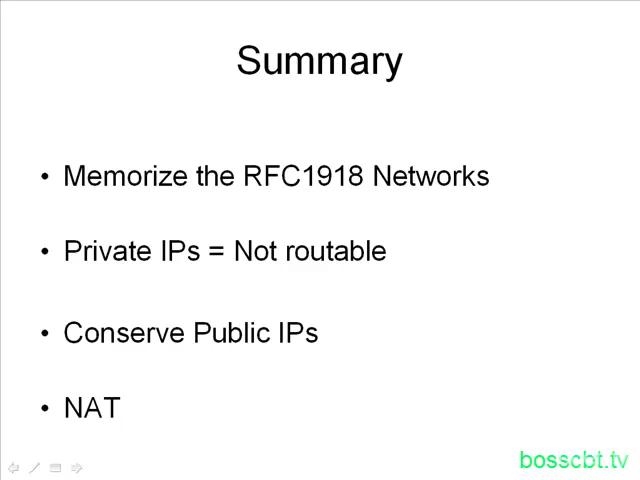 Summary
• Memorize the RFC1918 Networks
• Private IPs = Not routable
• Conserve Public IPs
• NAT
bosscbt.tv